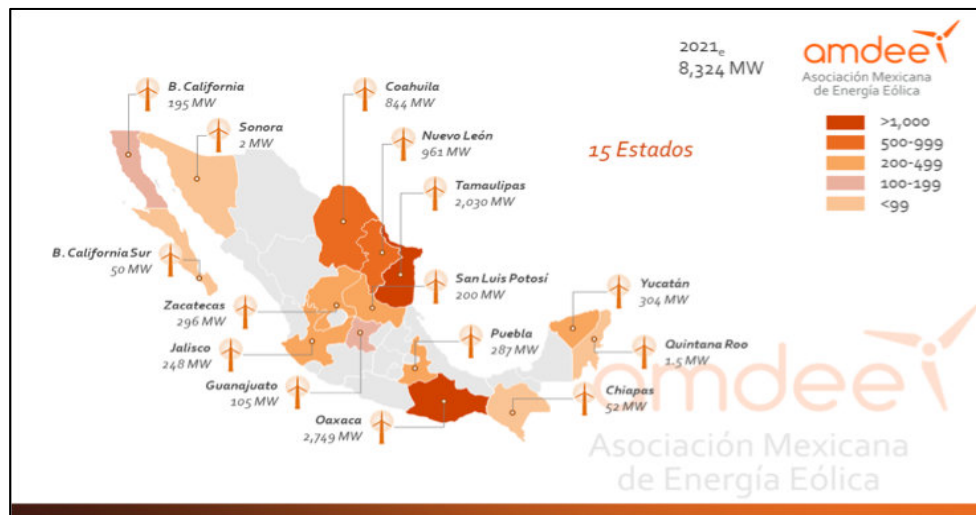 2021e
8,324 MW
amdee
Asociación Mexicana
de Energía Eólica
>1,000
500-999
200-499
100-199
<99
15 Estados
B. California
195 MW
Sonora
2 MW
Coahuila
844 MW
Nuevo León
961 MW
Tamaulipas
2,030 MW
B. California Sur
50 MW
San Luis Potosí
200 MW
Zacatecas
296 MW
Yucatán
304 MW
Jalisco
248 MW
Puebla
287 MW
Quintana Roo
1.5 MW
Guanajuato
105 MW
Chiapas
52 MW
Oaxaca
2,749 MW
amdee
Asociación Mexicana
de Energía Eólica